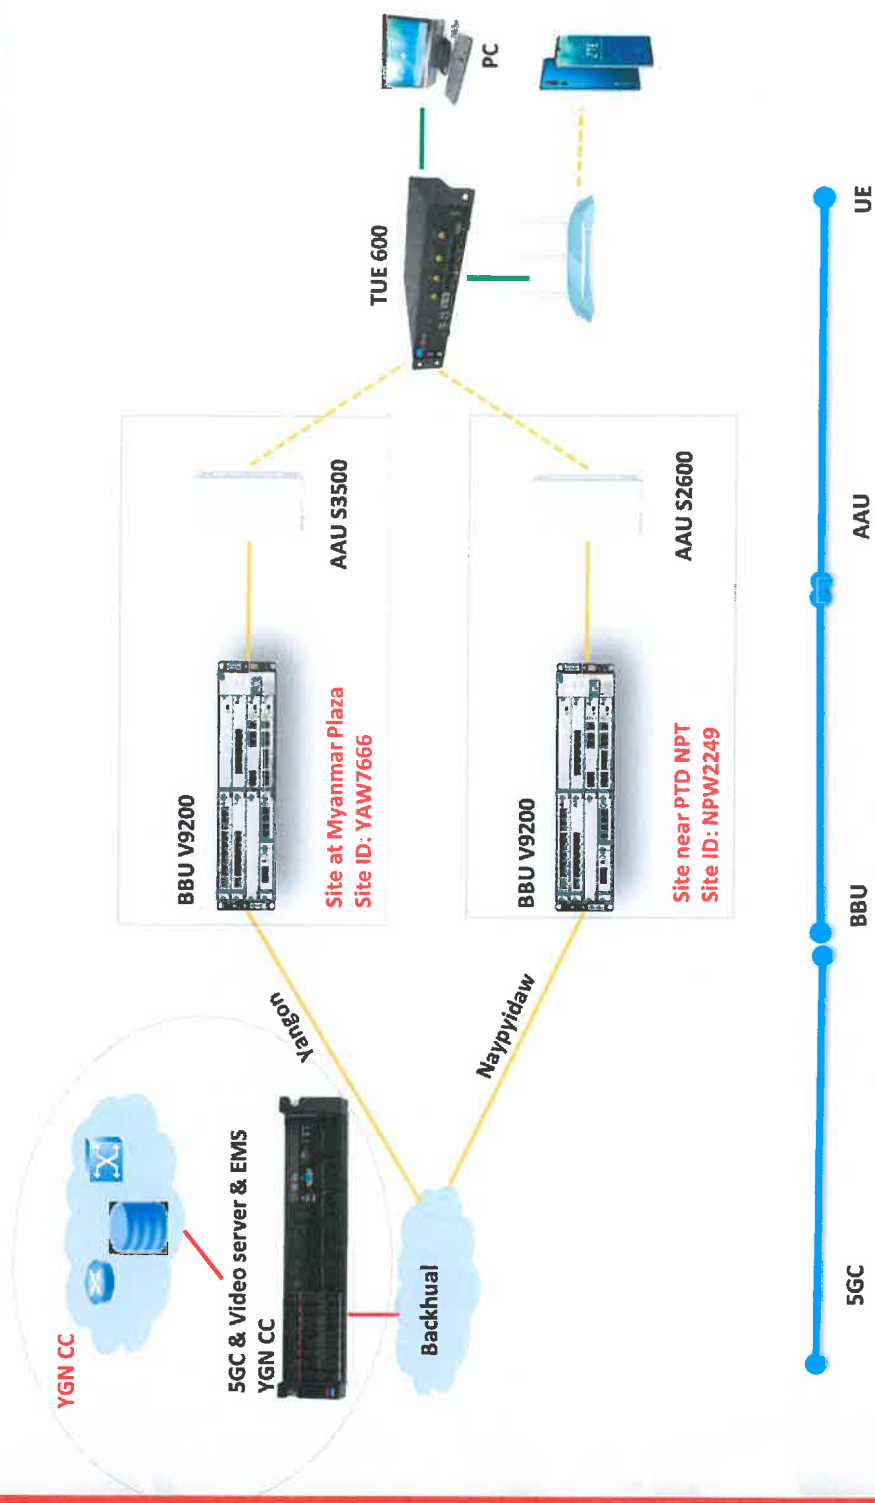 YGN CC
5GC & Video server & EMS
YGN CC
Backhual
Yangon
Naypyidaw
BBU V9200
Site at Myanmar Plaza
Site ID: YAW7666
AAU S3500
BBU V9200
Site near PTD NPT
Site ID: NPW2249
AAU S2600
TUE 600
PC
ZTE
5GC
BBU
AAU
UE